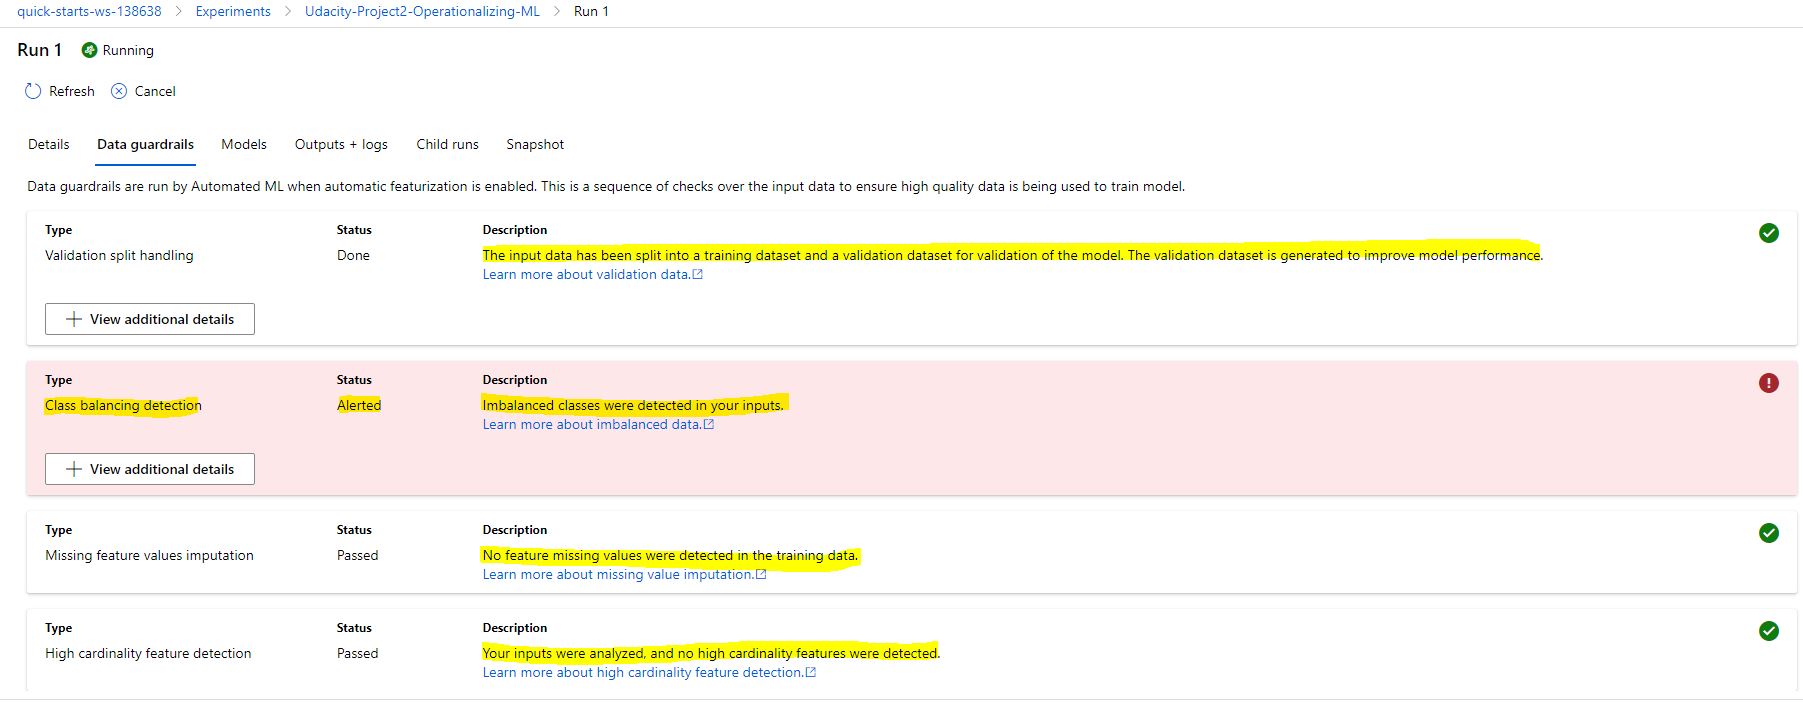 quick-starts-ws-138638 > Experiments > Udacity-Project2-Operationalizing-ML > Run 1
Run 1 Running
Refresh Cancel
Details Data guardrails Models Outputs + logs Child runs Snapshot
Data guardrails are run by Automated ML when automatic featurization is enabled. This is a sequence of checks over the input data to ensure high quality data is being used to train model.
Type Status Description
Validation split handling Done The input data has been split into a training dataset and a validation dataset for validation of the model. The validation dataset is generated to improve model performance.
Learn more about validation data.
+ View additional details
Type Status Description
Class balancing detection Alerted Imbalanced classes were detected in your inputs.
Learn more about imbalanced data.
+ View additional details
Type Status Description
Missing feature values imputation Passed No feature missing values were detected in the training data.
Learn more about missing value imputation.
Type Status Description
High cardinality feature detection Passed Your inputs were analyzed, and no high cardinality features were detected.
Learn more about high cardinality feature detection.